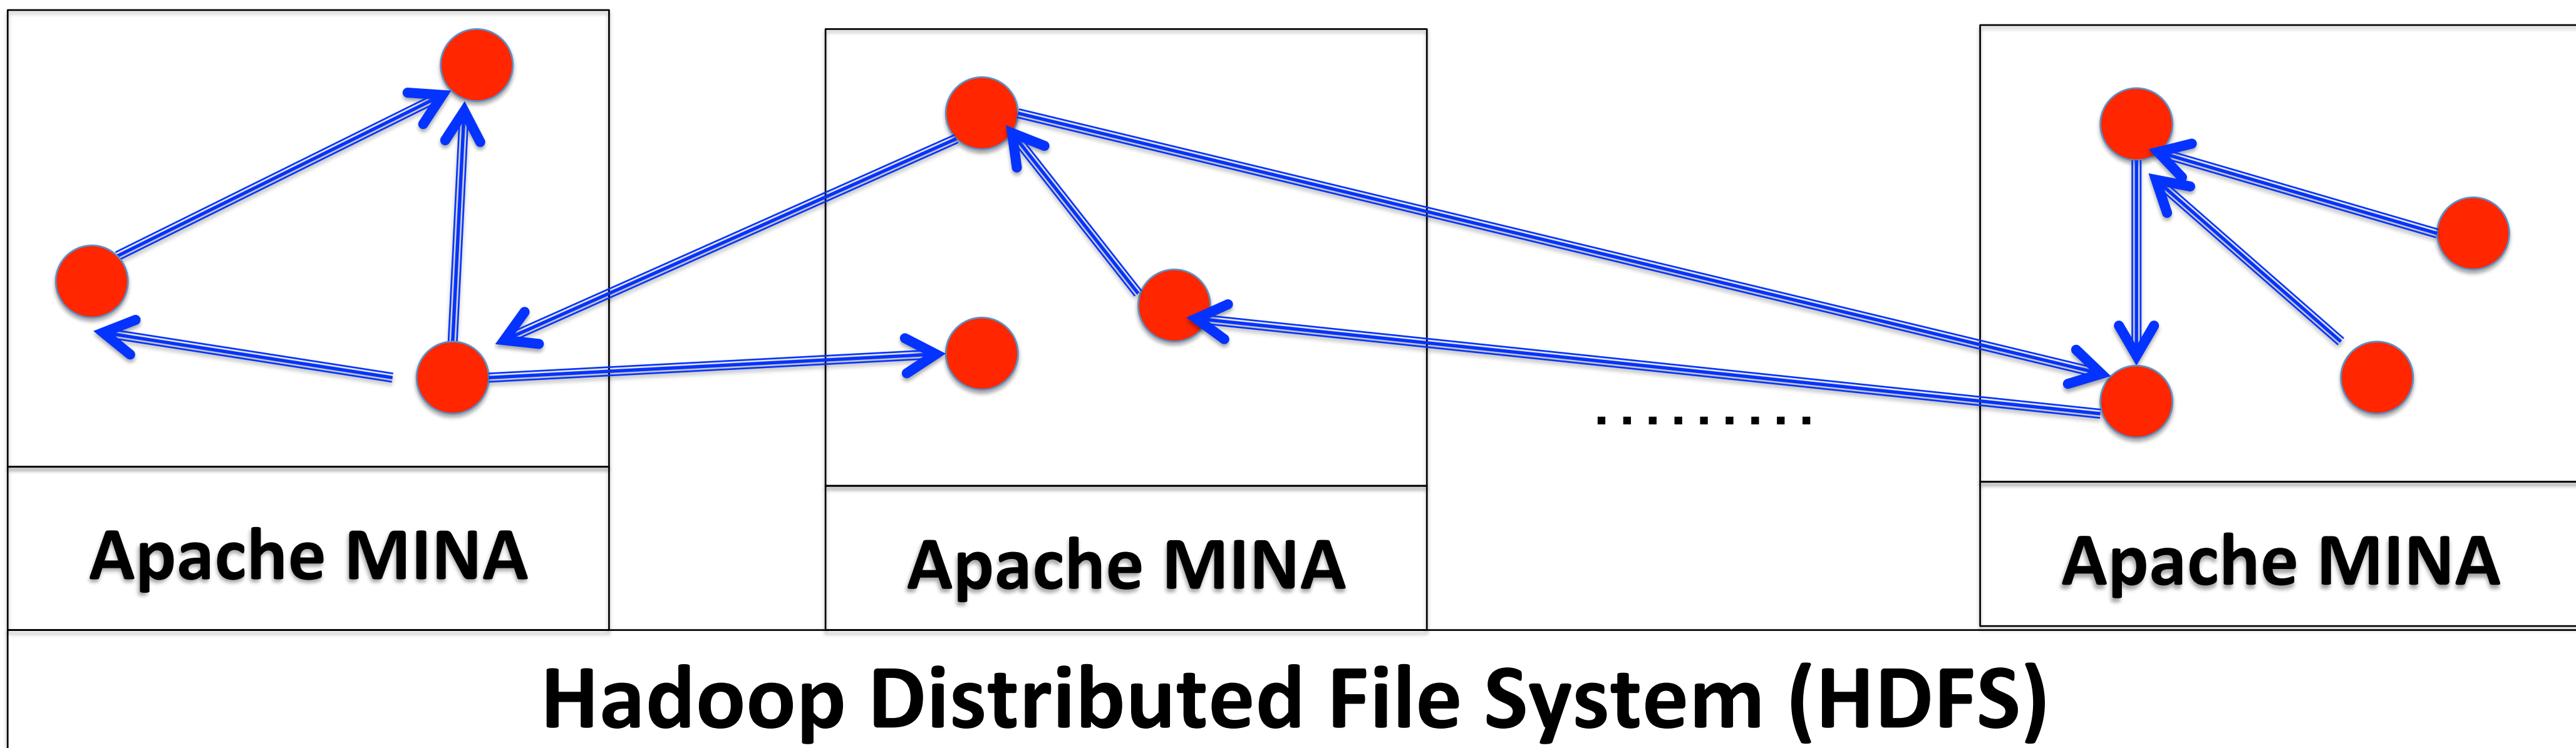 Apache MINA
Apache MINA
.........
Apache MINA
Hadoop Distributed File System (HDFS)